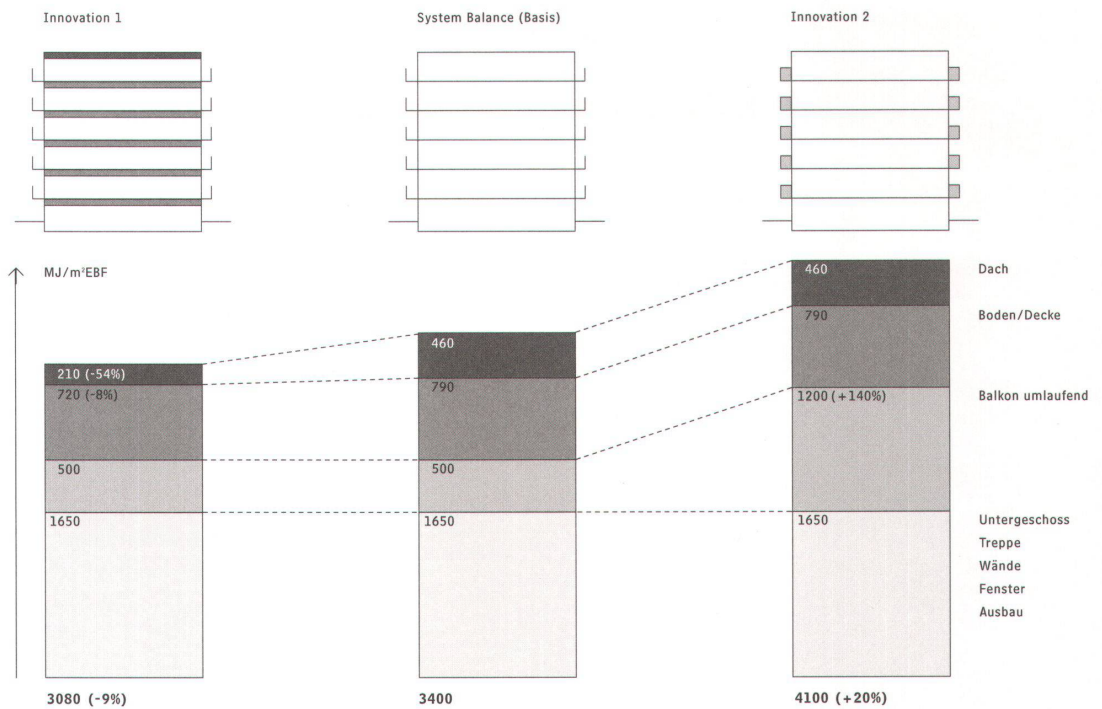 Innovation 1
System Balance (Basis)
Innovation 2
MJ/m²EBF
210 (-54%)
720 (-8%)
500
1650
3080 (-9%)
460
790
500
1650
3400
460
790
1200 (+140%)
1650
4100 (+20%)
Dach
Boden/Decke
Balkon umlaufend
Untergeschoss
Treppe
Wände
Fenster
Ausbau